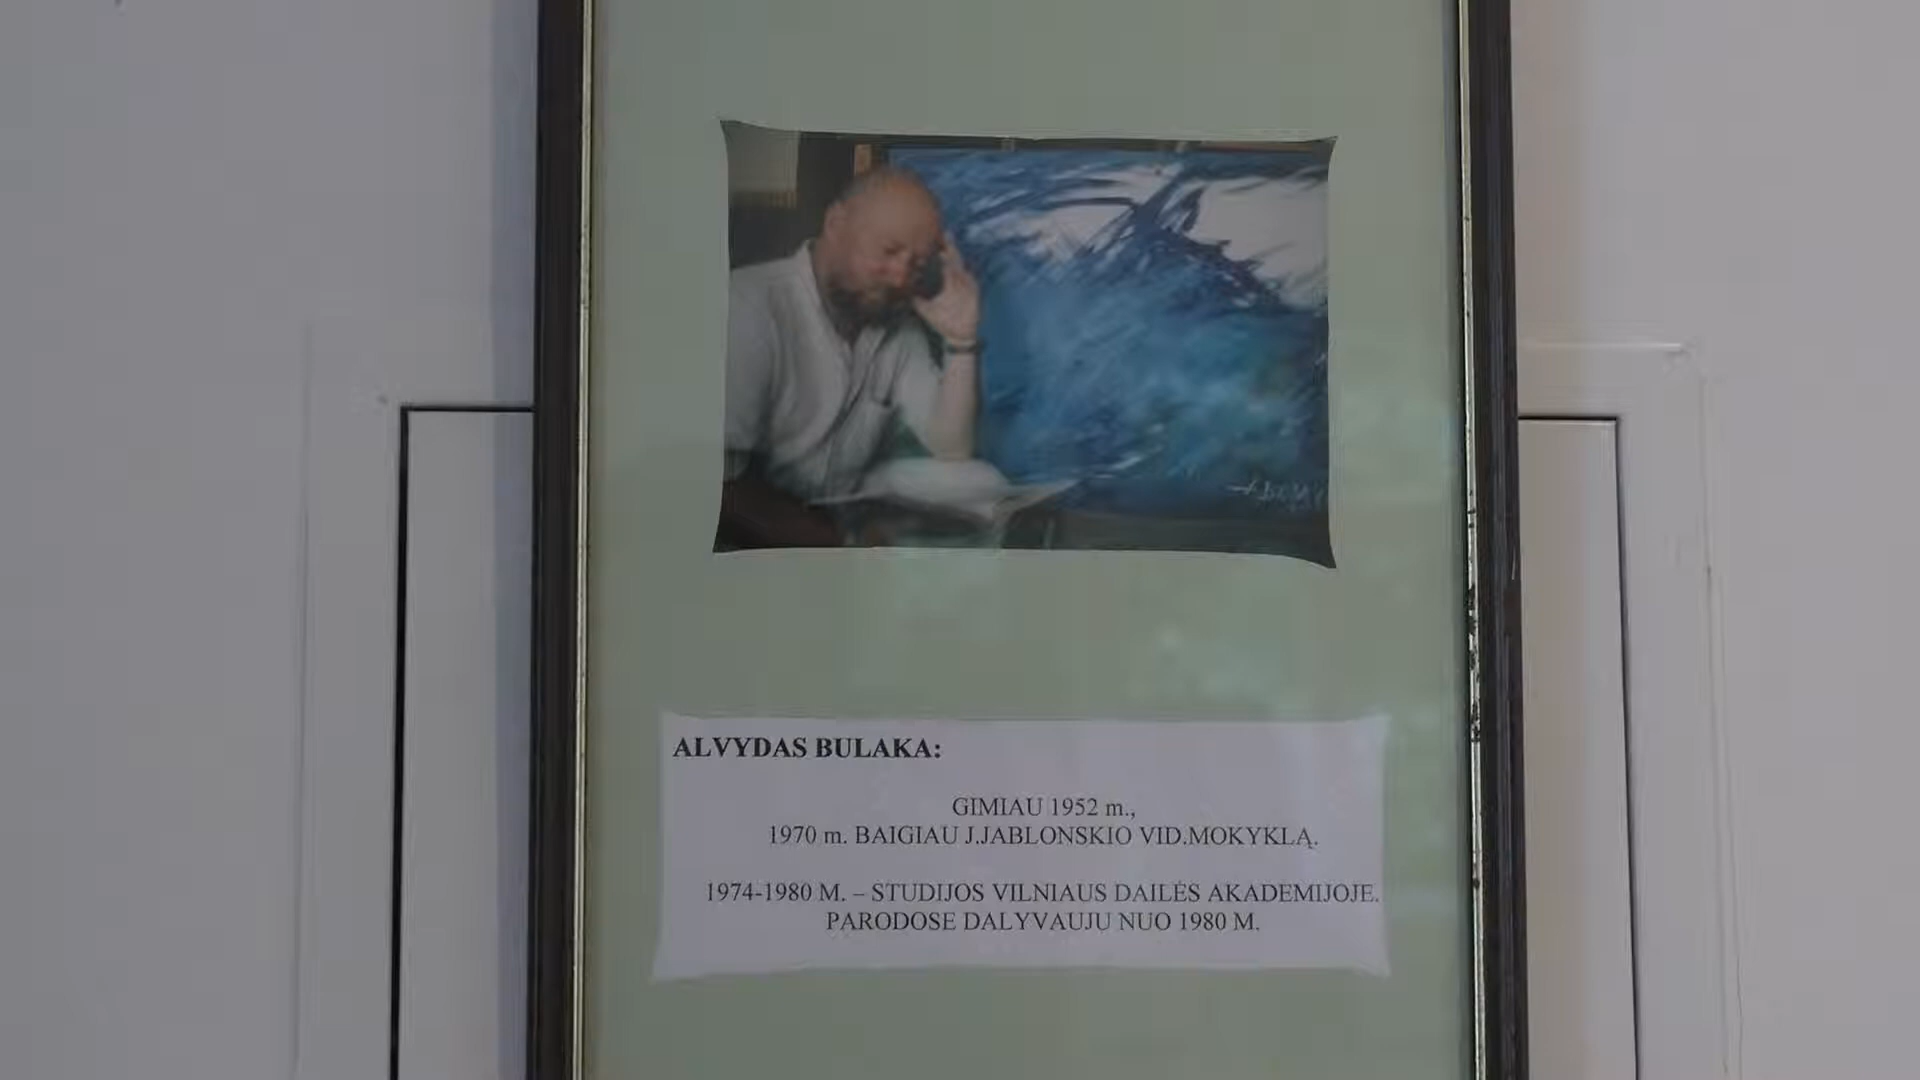 ALVYDAS BULAKA:
GIMIAU 1952 m.,
1970 m. BAIGIAU J.JABLONSKIO VID.MOKYKLĄ.
1974-1980 M. – STUDIJOS VILNIAUS DAILĖS AKADEMIJOJE.
PARODOSE DALYVAUJU NUO 1980 M.